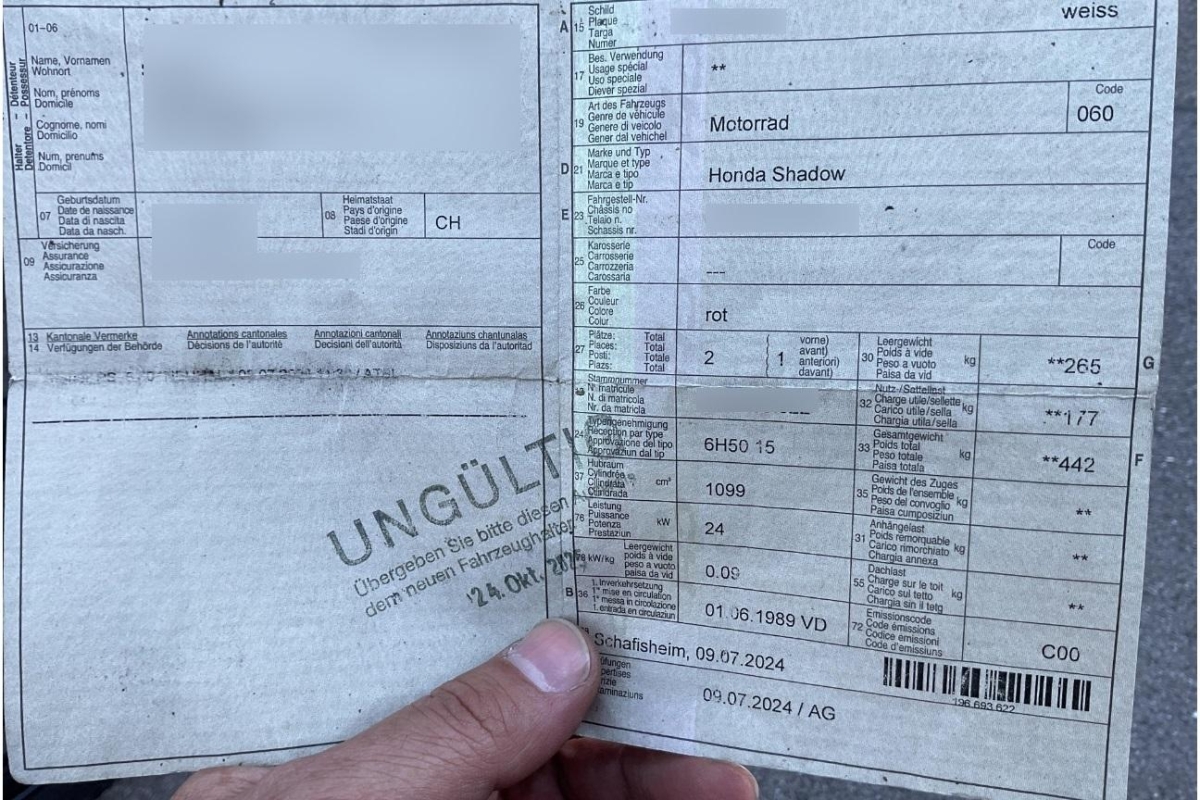 01-06
Halter – Détenteur
Detentore – Possessur
Name, Vornamen
Wohnort
Nom, prénoms
Domicile
Cognome, nomi
Domicilio
Num, prenums
Domicil
07
Geburtsdatum
Date de naissance
Data di nascita
Data da nasch.
08
Heimatstaat
Pays d'origine
Paese d'origine
Stadi d'origin
CH
09
Versicherung
Assurance
Assicurazione
Assicuranza
13 Kantonale Vermerke Annotations cantonales Annotazioni cantonali Annotaziuns chantunalas
14 Verfügungen der Behörde Décisions de l'autorité Decisioni dell'autorità Disposiziuns da l'autoritad
UNGÜLTI
Übergeben Sie bitte diesen
dem neuen Fahrzeughalter
24. Okt.
A 15
Schild
Plaque
Targa
Numer
weiss
17
Bes. Verwendung
Usage spécial
Uso speciale
Diever spezial
**
19
Art des Fahrzeugs
Genre de véhicule
Genere di veicolo
Gener dal vehichel
Motorrad
Code
060
D 21
Marke und Typ
Marque et type
Marca e tipo
Marca e tip
Honda Shadow
E 23
Fahrgestell-Nr.
Châssis no
Telaio n.
Schassis nr.
25
Karosserie
Carrosserie
Carrozzeria
Carossaria
---
Code
26
Farbe
Couleur
Colore
Colur
rot
27
Plätze: Total
Places: Total
Posti: Totale
Plazs: Total
2
1
vorne)
avant)
anteriori)
davant)
30
Leergewicht
Poids à vide
Peso a vuoto
Paisa da vid
kg
**265
G
Stammnummer
N° matricule
N. di matricola
Nr. da matricla
32
Nutz-/Sattellast
Charge utile/sellette
Carico utile/sella
Chargia utila/sella
kg
**177
24
Typengenehmigung
Réception par type
Approvazione del tipo
Approvaziun dal tip
6H50 15
33
Gesamtgewicht
Poids total
Peso totale
Paisa totala
kg
**442
F
37
Hubraum
Cylindrée
Cilindrata
Cilindrada
cm³
1099
35
Gewicht des Zuges
Poids de l'ensemble
Peso del convoglio
Paisa cumposiziun
kg
**
76
Leistung
Puissance
Potenza
Prestaziun
kW
24
31
Anhängelast
Poids remorquable
Carico rimorchiato
Chargia annexa
kg
**
78 kW/kg
Leergewicht
poids à vide
peso a vuoto
paisa da vid
0.09
55
Dachlast
Charge sur le toit
Carico sul tetto
Chargia sin il tetg
kg
**
B 36
1. Inverkehrsetzung
1re mise en circulation
1a messa in circolazione
1. entrada en circulaziun
01.06.1989 VD
72
Emissionscode
Code émissions
Codice emissioni
Code d'emissiuns
C00
Schafisheim, 09.07.2024
09.07.2024 / AG
196 693 622